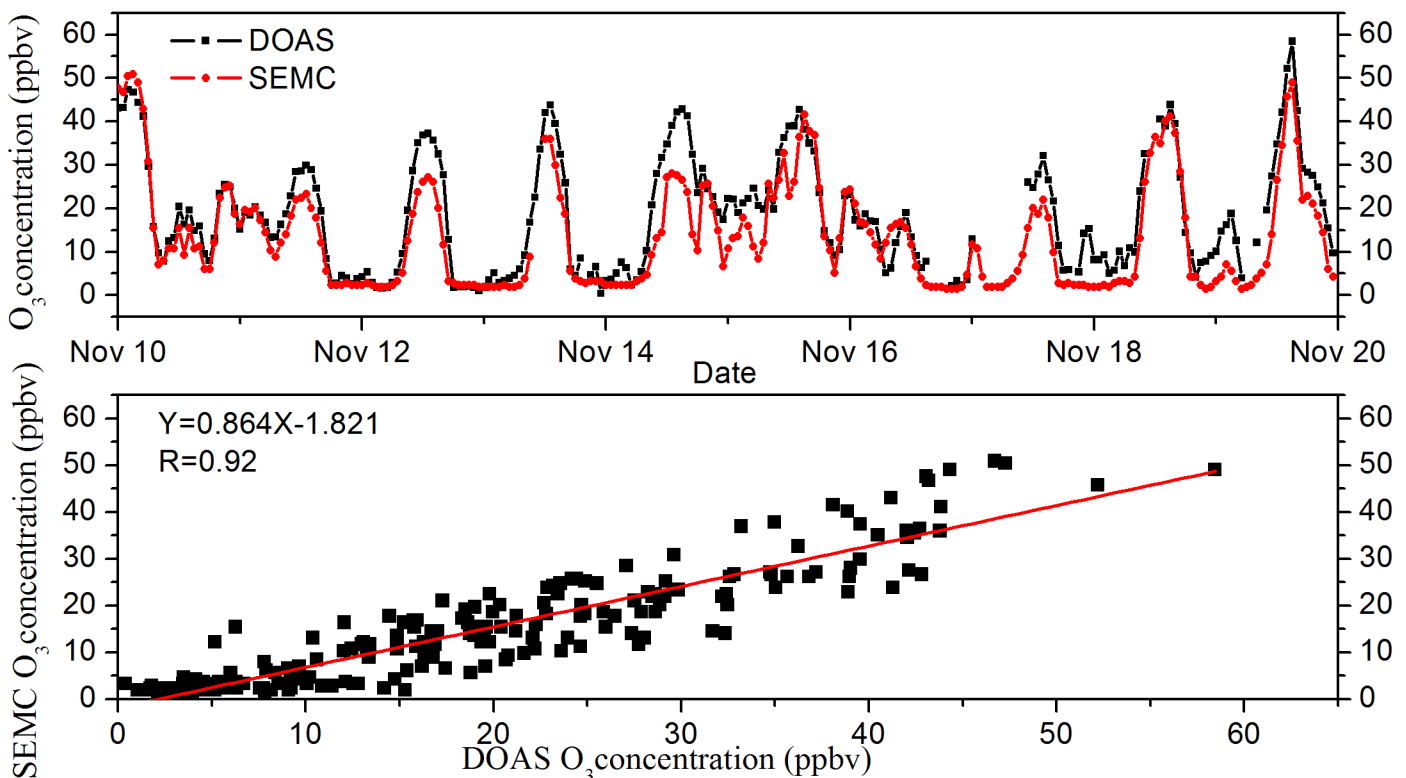 O3 concentration (ppbv)
DOAS
SEMC
60 60
50 50
40 40
30 30
20 20
10 10
0 0
Nov 10 Nov 12 Nov 14 Nov 16 Nov 18 Nov 20
Date
SEMC O3 concentration (ppbv)
Y=0.864X-1.821
R=0.92
60 60
50 50
40 40
30 30
20 20
10 10
0 0
0 10 20 30 40 50 60
DOAS O3concentration (ppbv)